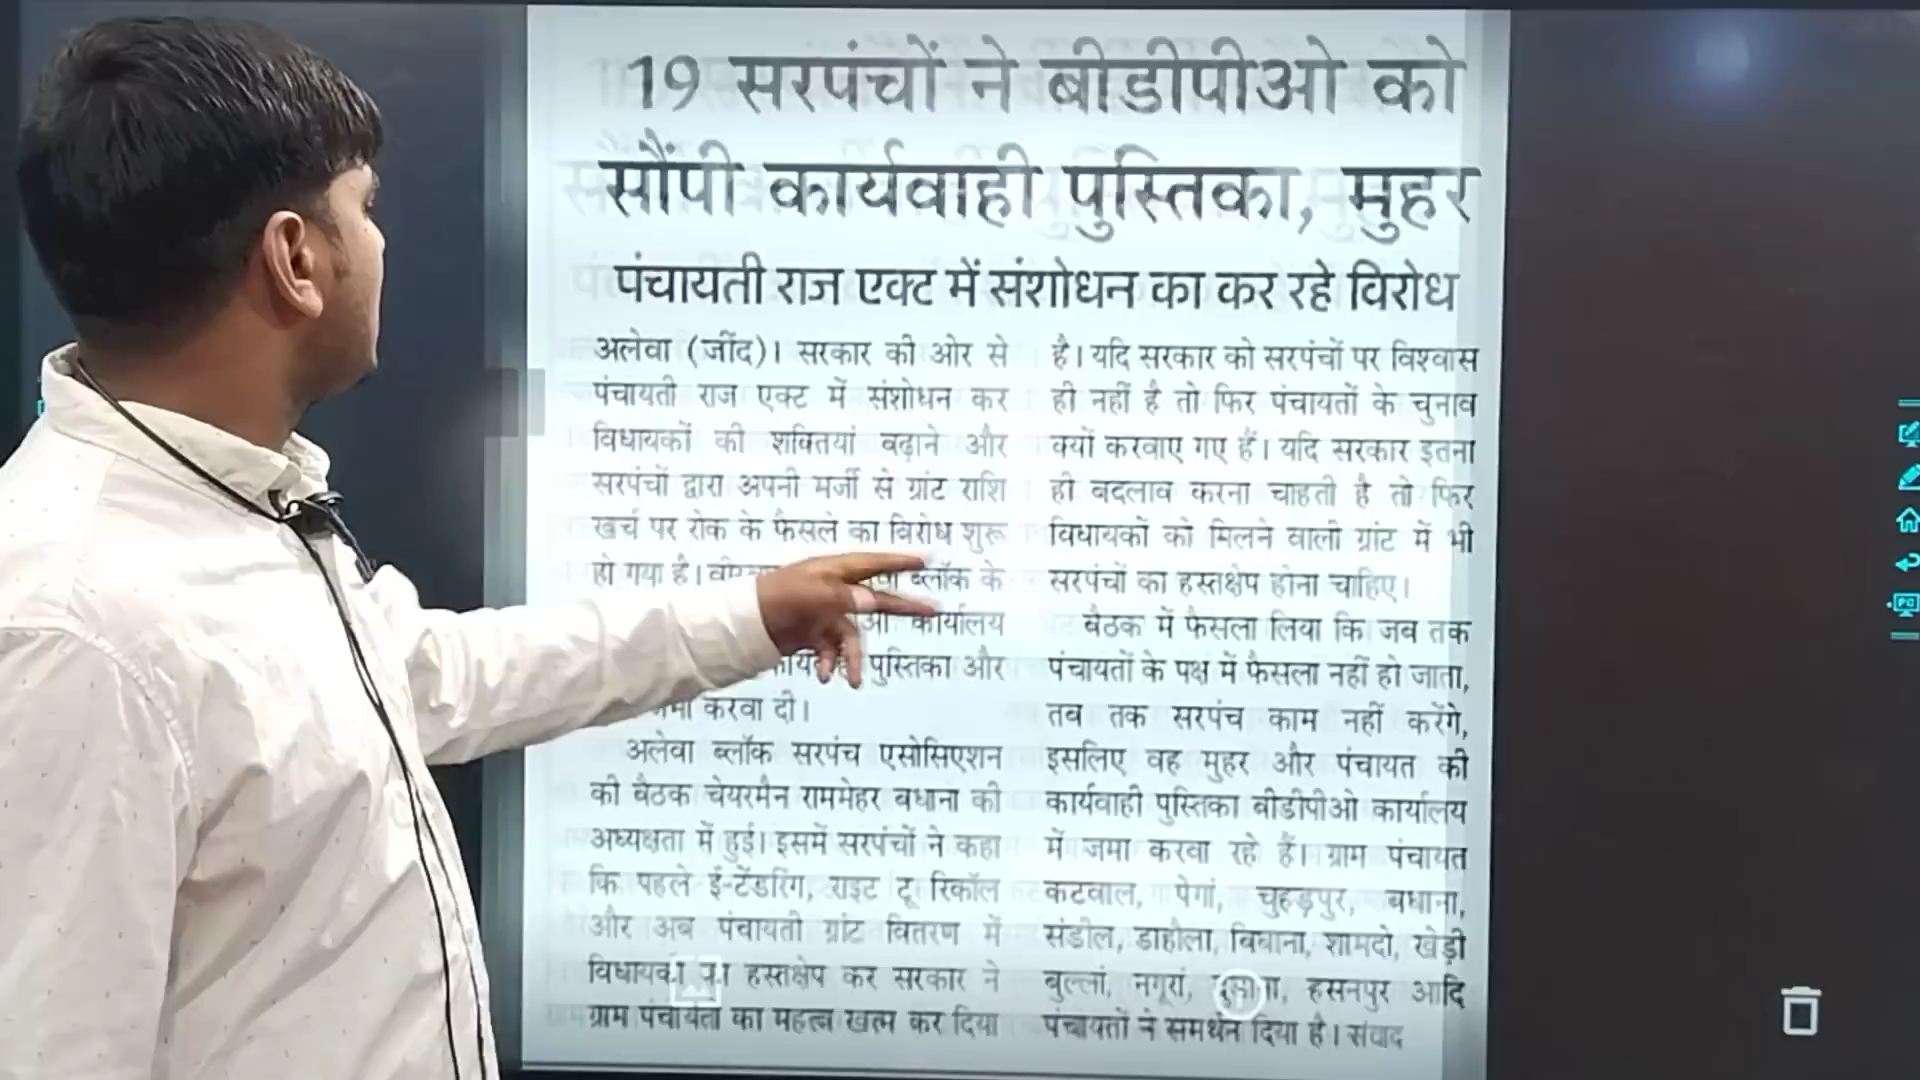 19 सरपंचों ने बीडीपीओ को
सौंपी कार्यवाही पुस्तिका, मुहर
पंचायती राज एक्ट में संशोधन का कर रहे विरोध
अलेवा (जींद)। सरकार की ओर से
पंचायती राज एक्ट में संशोधन कर
विधायकों की शक्तियां बढ़ाने और
सरपंचों द्वारा अपनी मर्जी से ग्रांट राशि
खर्च पर रोक के फैसले का विरोध शुरू
हो गया है। ब्लॉक के
कार्यालय
पुस्तिका और
करवा दी।
अलेवा ब्लॉक सरपंच एसोसिएशन
की बैठक चेयरमैन राममेहर बधाना की
अध्यक्षता में हुई। इसमें सरपंचों ने कहा
कि पहले ई-टेंडरिंग, राइट टू रिकॉल
और अब पंचायती ग्रांट वितरण में
विधायकों का हस्तक्षेप कर सरकार ने
ग्राम पंचायतों का महत्व खत्म कर दिया
है। यदि सरकार को सरपंचों पर विश्वास
ही नहीं है तो फिर पंचायतों के चुनाव
क्यों करवाए गए हैं। यदि सरकार इतना
ही बदलाव करना चाहती है तो फिर
विधायकों को मिलने वाली ग्रांट में भी
सरपंचों का हस्तक्षेप होना चाहिए।
बैठक में फैसला लिया कि जब तक
पंचायतों के पक्ष में फैसला नहीं हो जाता,
तब तक सरपंच काम नहीं करेंगे,
इसलिए वह मुहर और पंचायत की
कार्यवाही पुस्तिका बीडीपीओ कार्यालय
में जमा करवा रहे हैं। ग्राम पंचायत
कटवाल, पेगां, चुहड़पुर, बधाना,
संडील, डाहौला, बिघाना, शामदो, खेड़ी
बुल्लां, नगूरां, हसनपुर आदि
पंचायतों ने समर्थन दिया है। संवाद
PC